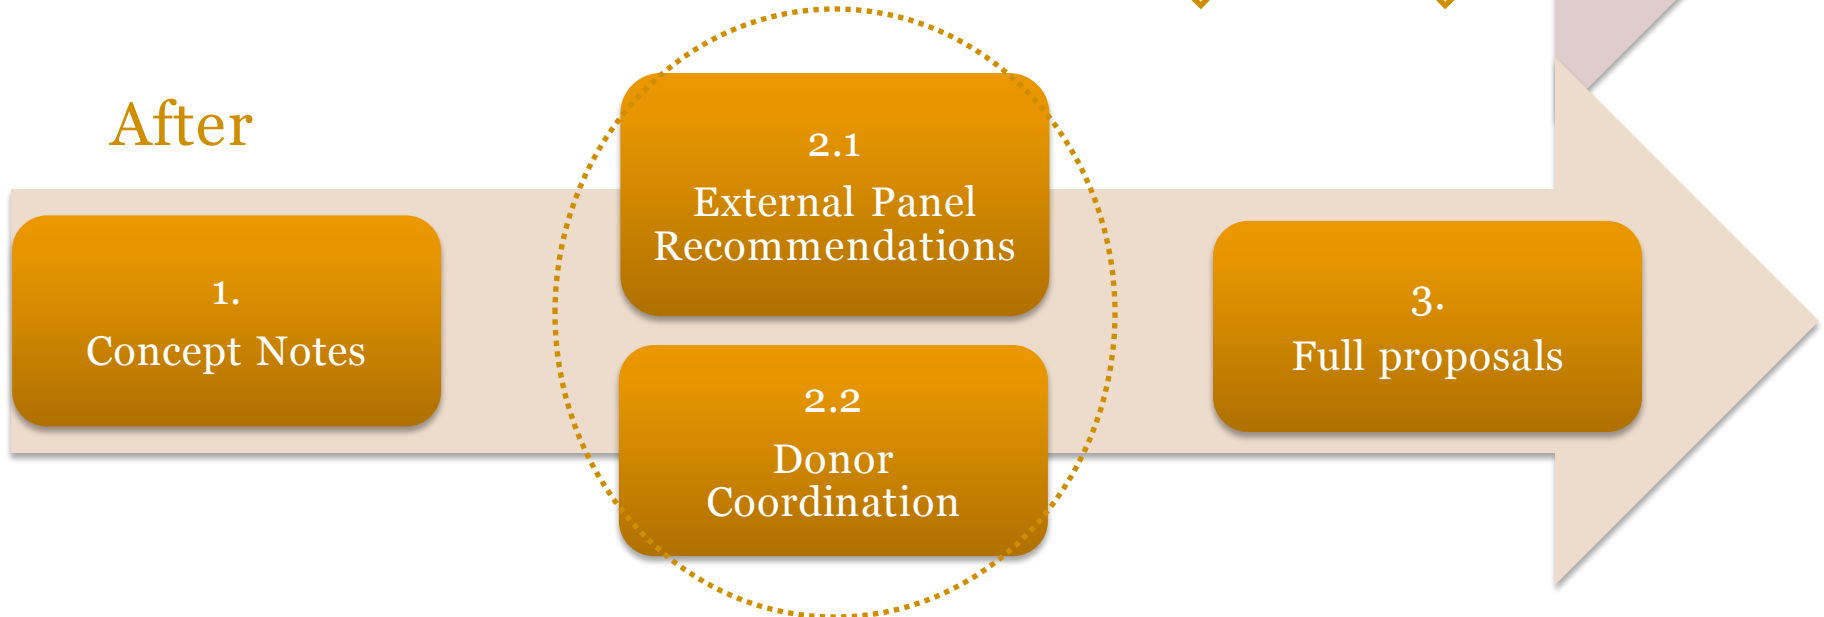 After
1.
Concept Notes
2.1
External Panel
Recommendations
2.2
Donor
Coordination
3.
Full proposals